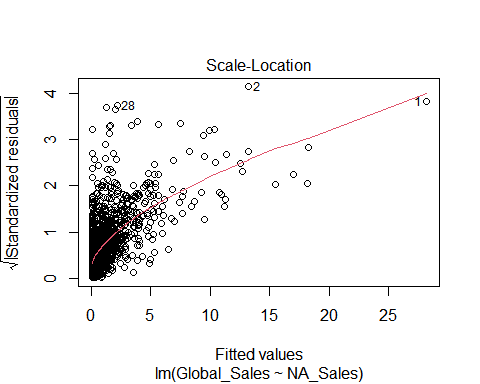 Scale-Location
√|Standardized residuals|
4
3
2
1
0
2
1
28
0 5 10 15 20 25
Fitted values
lm(Global_Sales ~ NA_Sales)